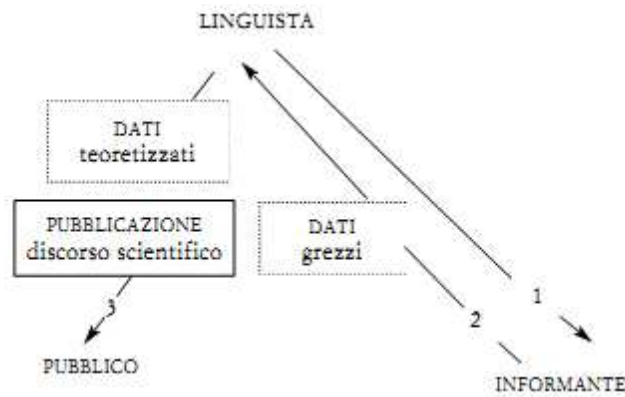 LINGUISTA
DATI
teoretizzati
PUBBLICAZIONE
discorso scientifico
DATI
grezzi
1
2
3
PUBBLICO
INFORMANTE